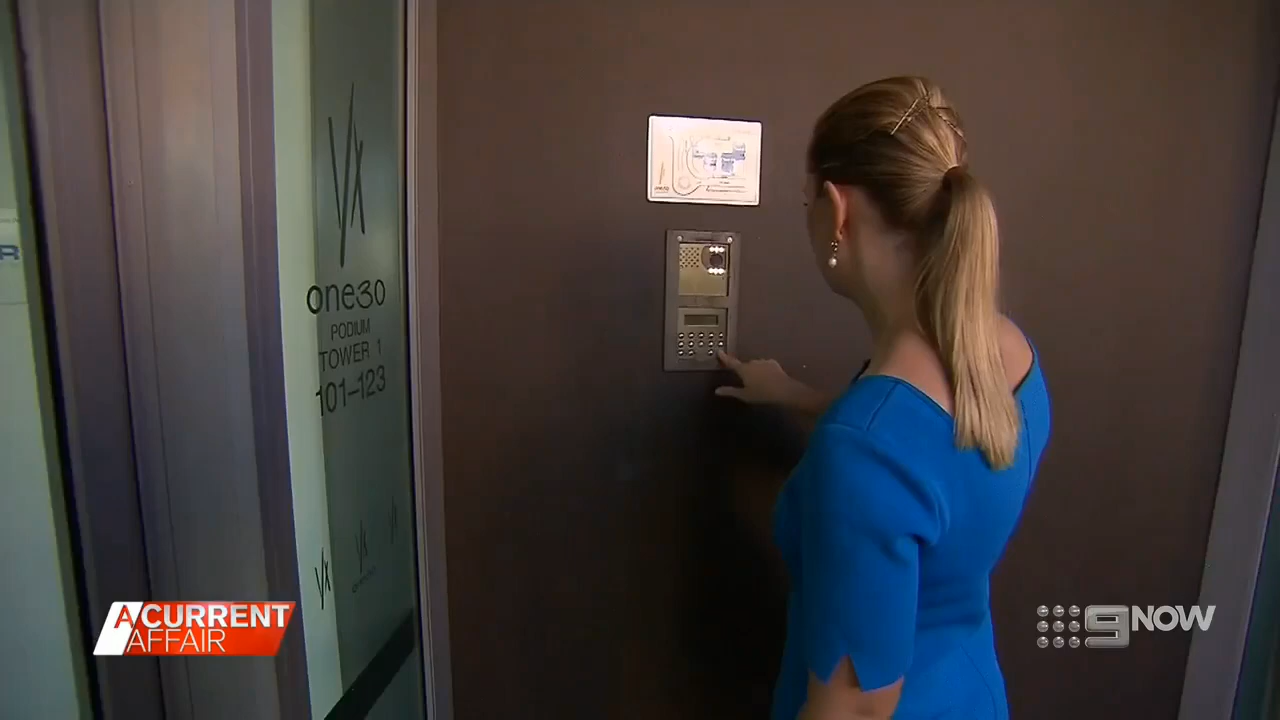 one30
PODIUM
TOWER 1
101–123
R
A CURRENT
AFFAIR
9NOW